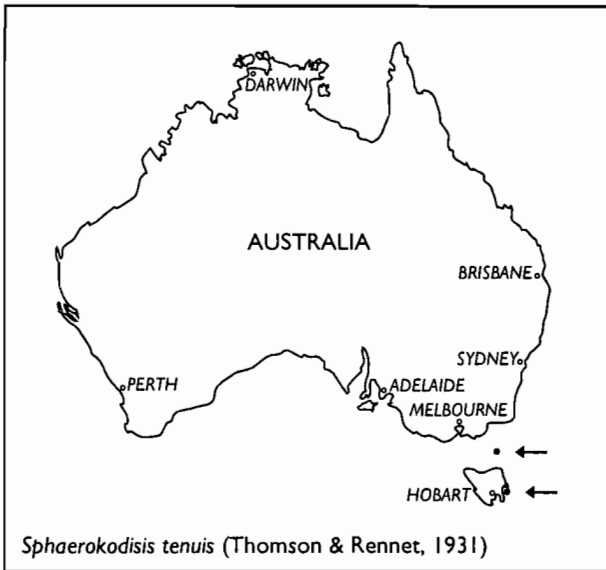 DARWIN
AUSTRALIA
BRISBANE
SYDNEY
PERTH
ADELAIDE
MELBOURNE
HOBART
Sphaerokodisis tenuis (Thomson & Rennet, 1931)